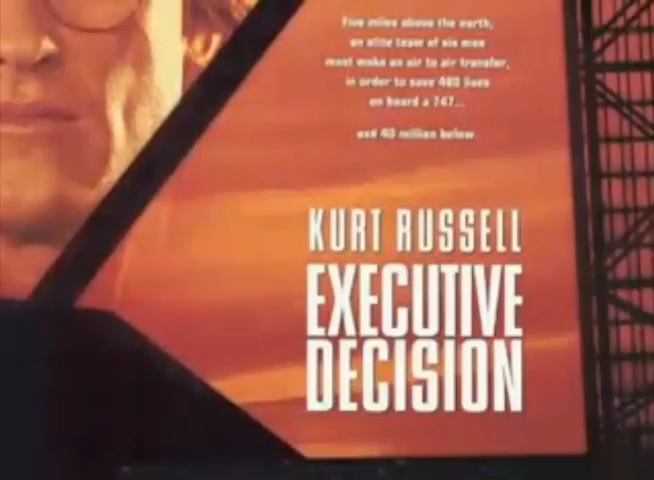 Five miles above the earth,
an elite team of six men
must make an air to air transfer,
in order to save 400 lives
on board a 747...
and 40 million below.
KURT RUSSELL
EXECUTIVE
DECISION